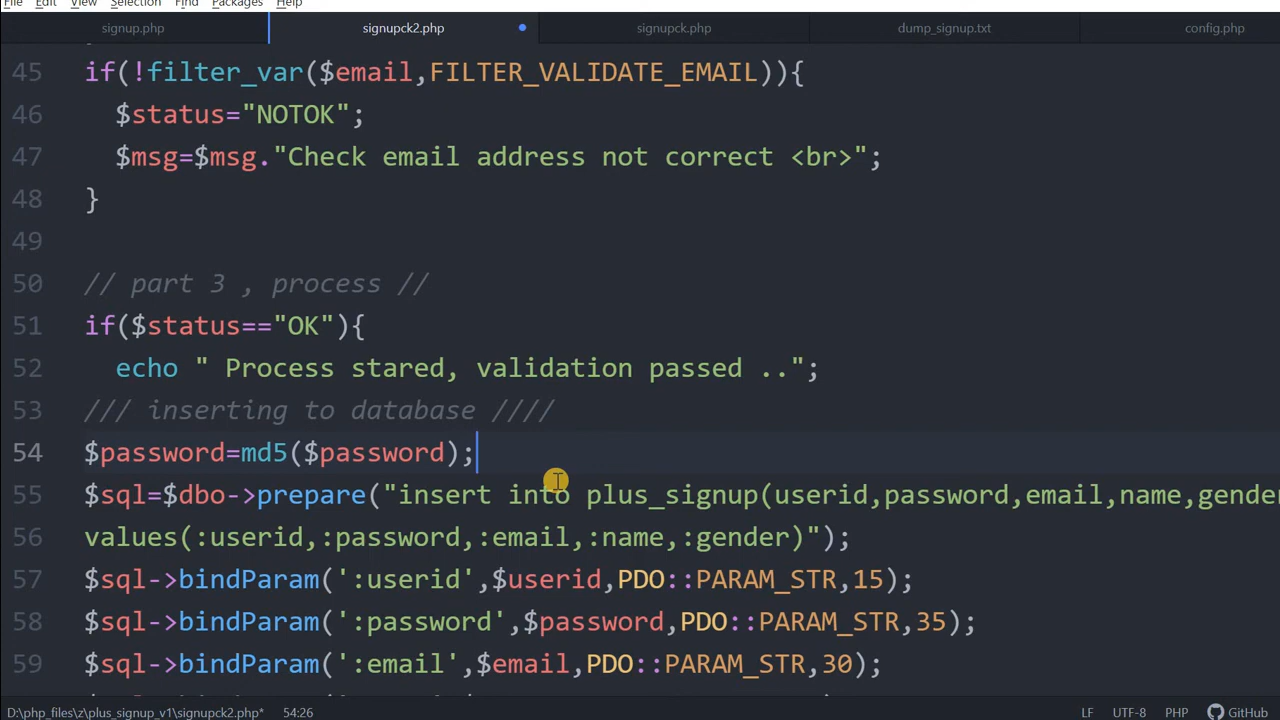 File Edit View Selection Find Packages Help
signup.php signupck2.php signupck.php dump_signup.txt config.php
45 if(!filter_var($email,FILTER_VALIDATE_EMAIL)){
46 $status="NOTOK";
47 $msg=$msg."Check email address not correct <br>";
48 }
49
50 // part 3 , process //
51 if($status=="OK"){
52 echo " Process stared, validation passed ..";
53 /// inserting to database ////
54 $password=md5($password);
55 $sql=$dbo->prepare("insert into plus_signup(userid,password,email,name,gender
56 values(:userid,:password,:email,:name,:gender)");
57 $sql->bindParam(':userid',$userid,PDO::PARAM_STR,15);
58 $sql->bindParam(':password',$password,PDO::PARAM_STR,35);
59 $sql->bindParam(':email',$email,PDO::PARAM_STR,30);
D:\php_files\z\plus_signup_v1\signupck2.php* 54:26 LF UTF-8 PHP GitHub